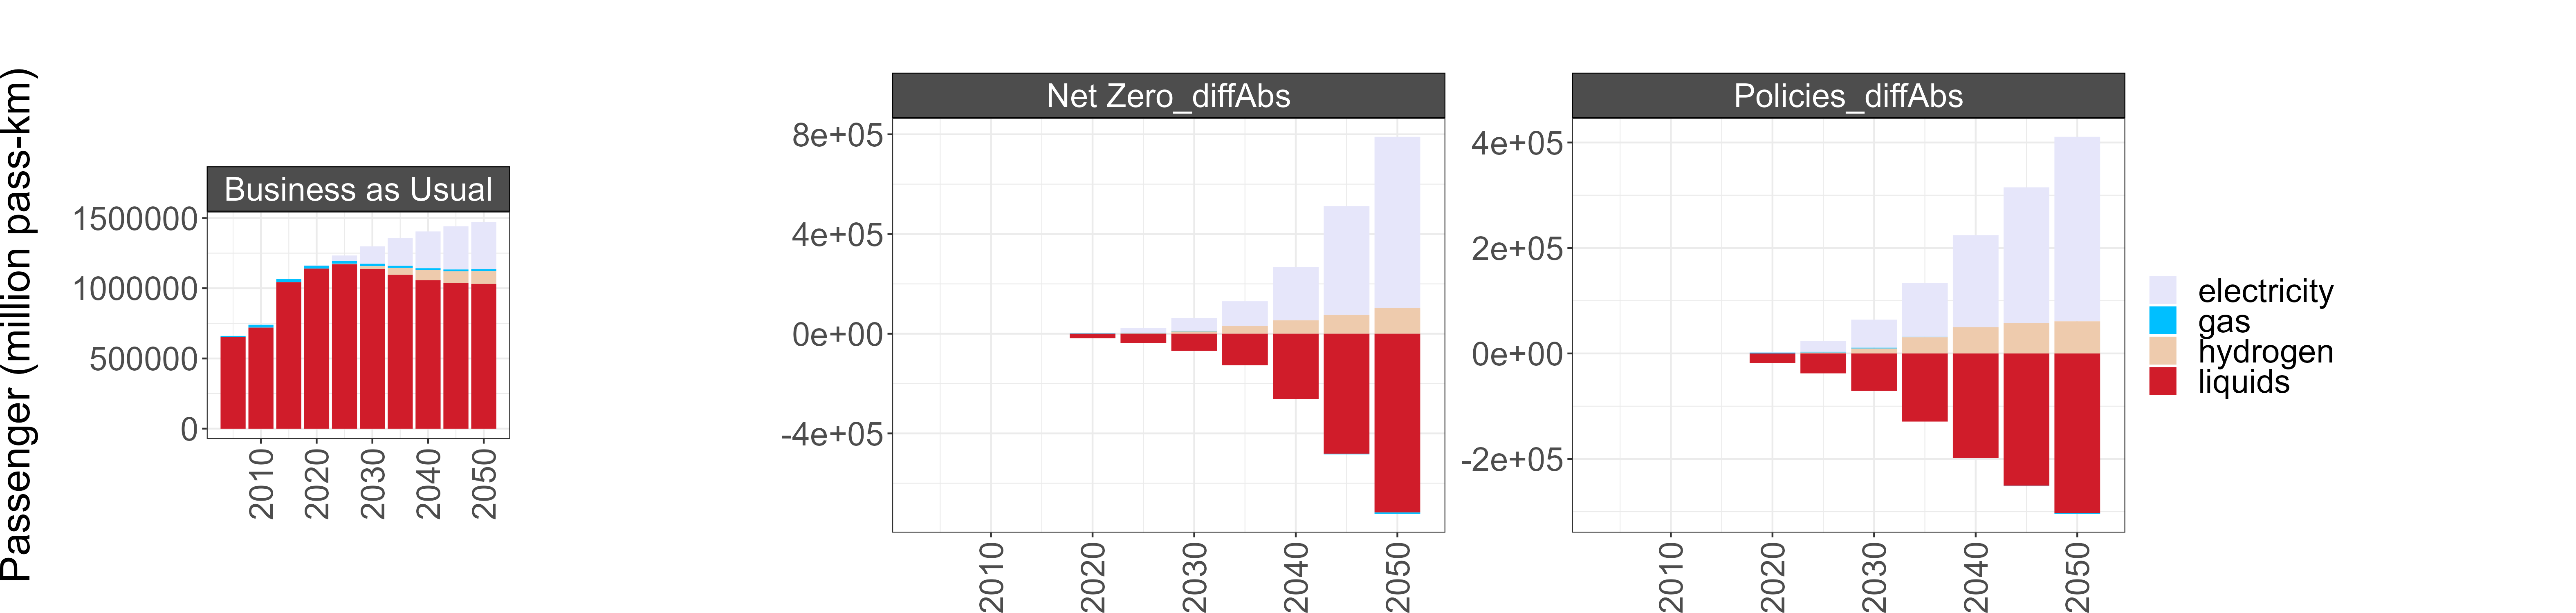 Passenger (million pass-km)
Business as Usual
1500000
1000000
500000
0
2010
2020
2030
2040
2050
Net Zero_diffAbs
8e+05
4e+05
0e+00
-4e+05
2010
2020
2030
2040
2050
Policies_diffAbs
4e+05
2e+05
0e+00
-2e+05
2010
2020
2030
2040
2050
electricity
gas
hydrogen
liquids